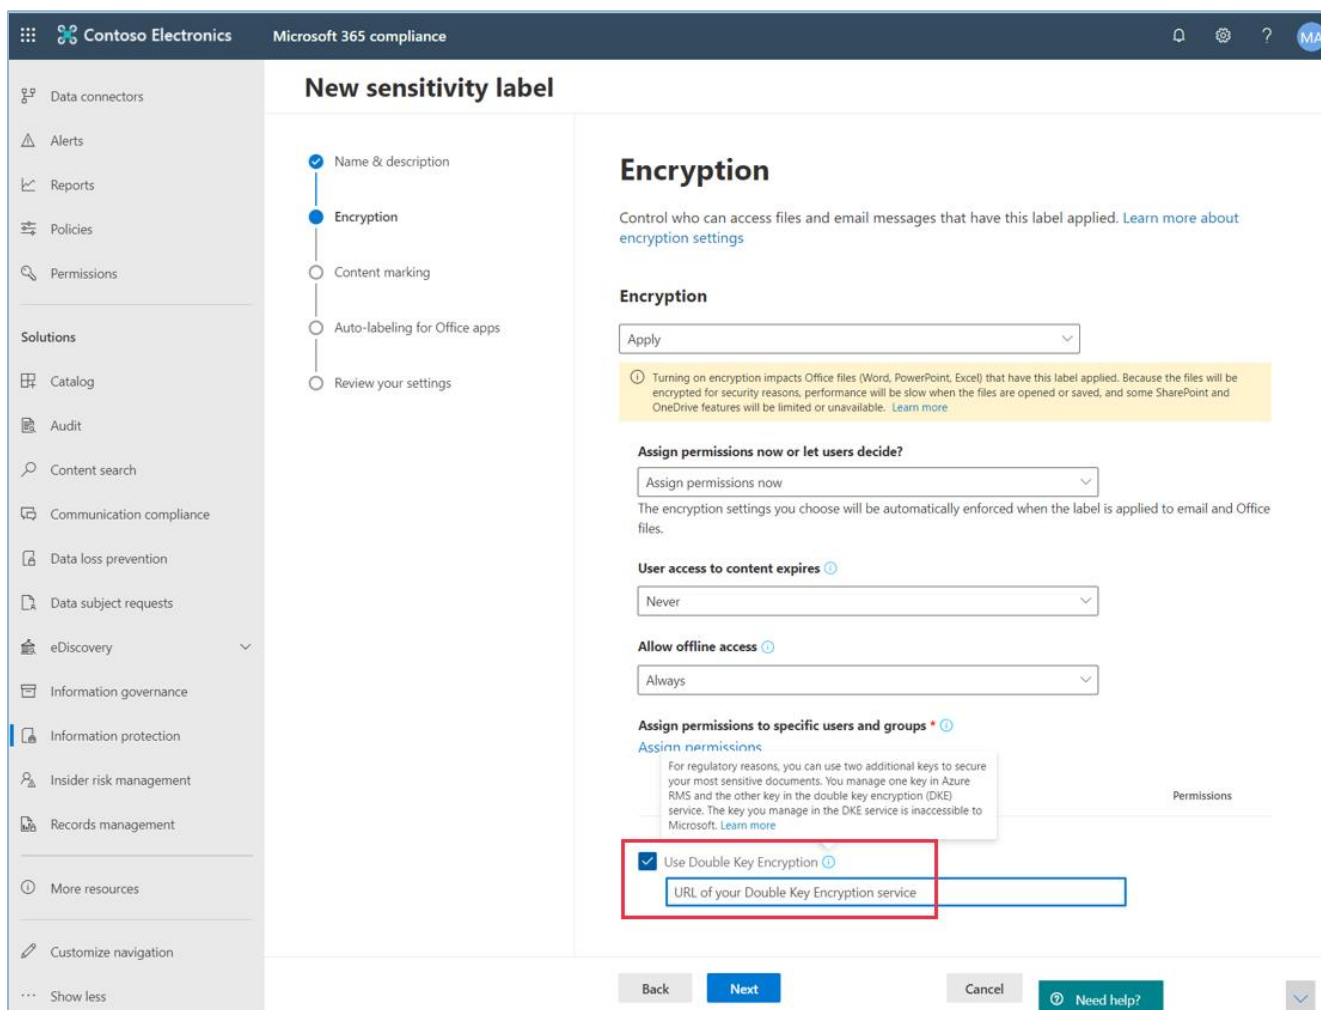 Contoso Electronics
Microsoft 365 compliance
?
MA
Data connectors
Alerts
Reports
Policies
Permissions
Solutions
Catalog
Audit
Content search
Communication compliance
Data loss prevention
Data subject requests
eDiscovery
Information governance
Information protection
Insider risk management
Records management
More resources
Customize navigation
Show less
New sensitivity label
Name & description
Encryption
Content marking
Auto-labeling for Office apps
Review your settings
Encryption
Control who can access files and email messages that have this label applied. Learn more about
encryption settings
Encryption
Apply
Turning on encryption impacts Office files (Word, PowerPoint, Excel) that have this label applied. Because the files will be
encrypted for security reasons, performance will be slow when the files are opened or saved, and some SharePoint and
OneDrive features will be limited or unavailable. Learn more
Assign permissions now or let users decide?
Assign permissions now
The encryption settings you choose will be automatically enforced when the label is applied to email and Office
files.
User access to content expires
Never
Allow offline access
Always
Assign permissions to specific users and groups *
Assign permissions
For regulatory reasons, you can use two additional keys to secure
your most sensitive documents. You manage one key in Azure
RMS and the other key in the double key encryption (DKE)
service. The key you manage in the DKE service is inaccessible to
Microsoft. Learn more
Permissions
Use Double Key Encryption
URL of your Double Key Encryption service
Back
Next
Cancel
Need help?